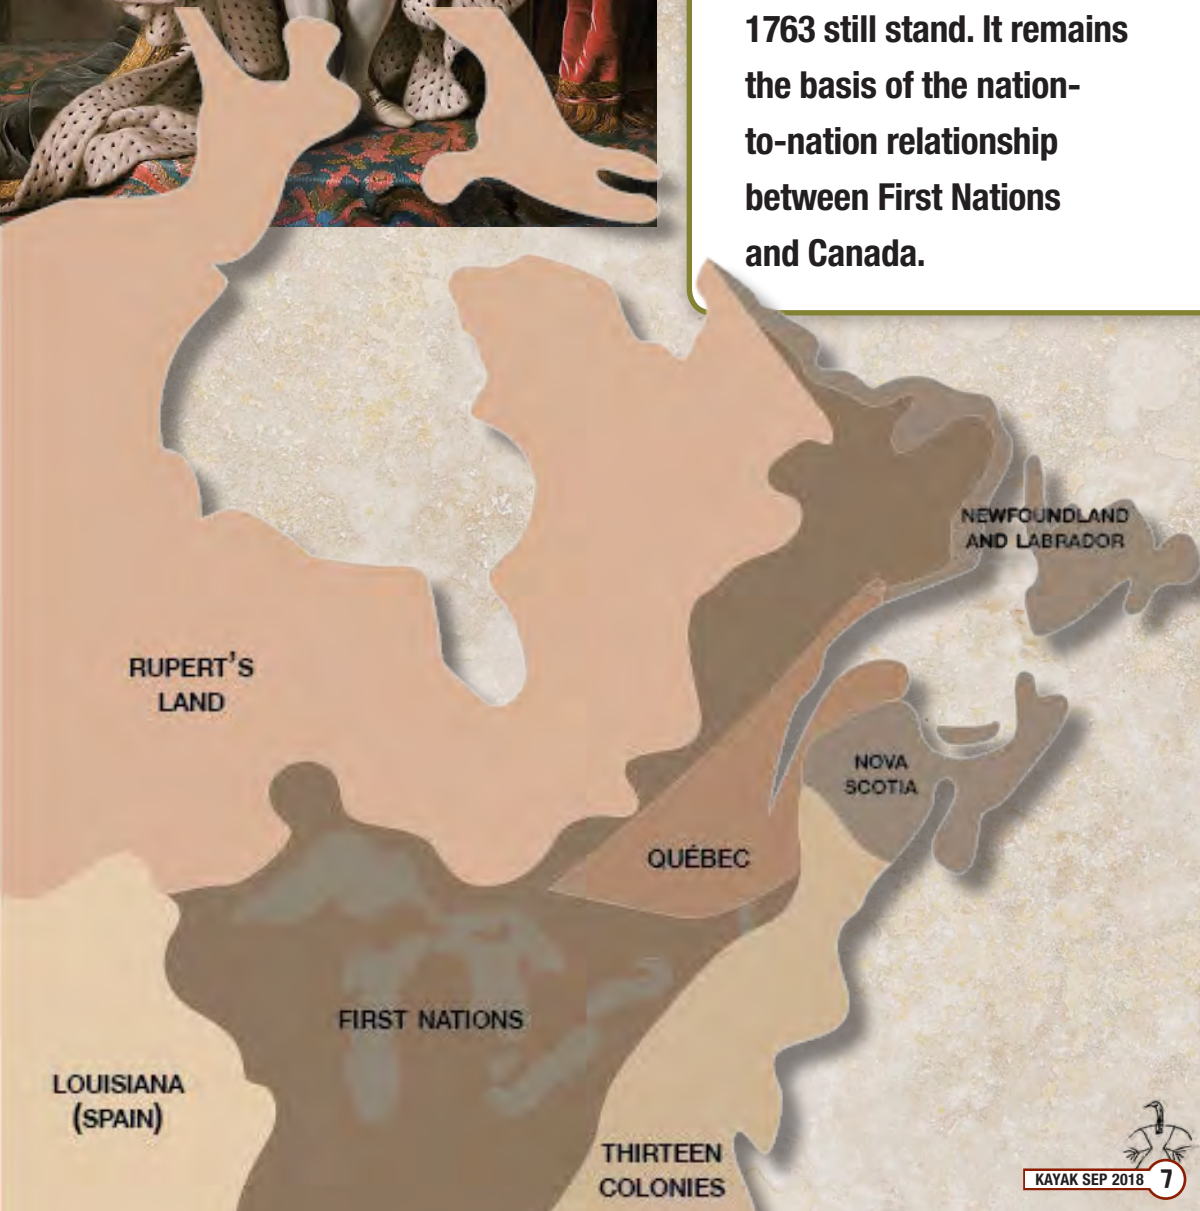 1763 still stand. It remains
the basis of the nation-
to-nation relationship
between First Nations
and Canada.
NEWFOUNDLAND
AND LABRADOR
RUPERT'S
LAND
NOVA
SCOTIA
QUÉBEC
FIRST NATIONS
LOUISIANA
(SPAIN)
THIRTEEN
COLONIES
KAYAK SEP 2018 7